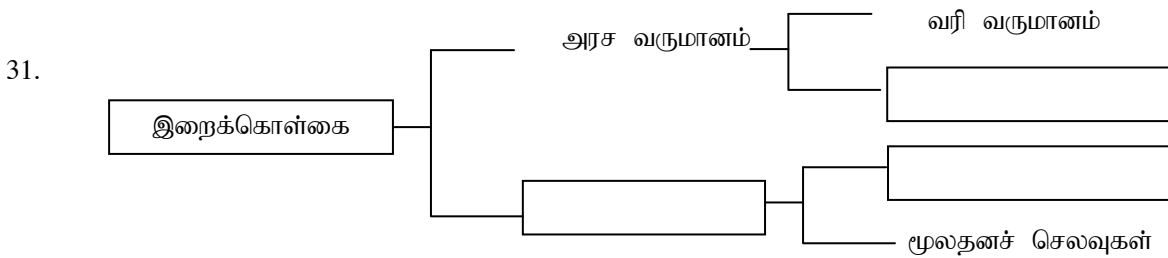 அரச வருமானம்
வரி வருமானம்
31.
இறைக்கொள்கை
மூலதனச் செலவுகள்